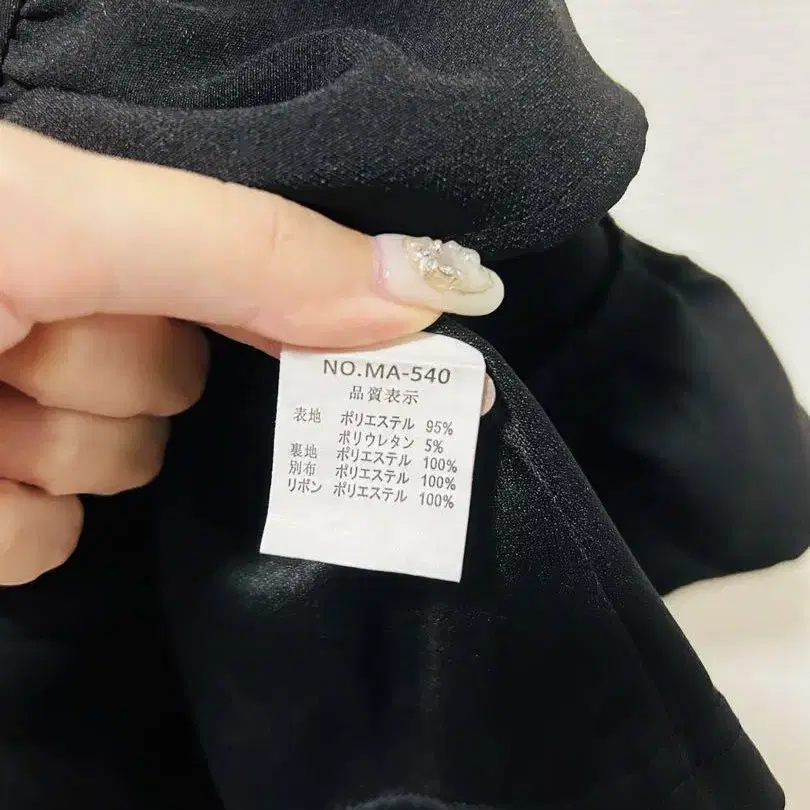 NO.MA-540
品質表示
表地 ポリエステル 95%
ポリウレタン 5%
裏地 ポリエステル 100%
別布 ポリエステル 100%
リボン ポリエステル 100%